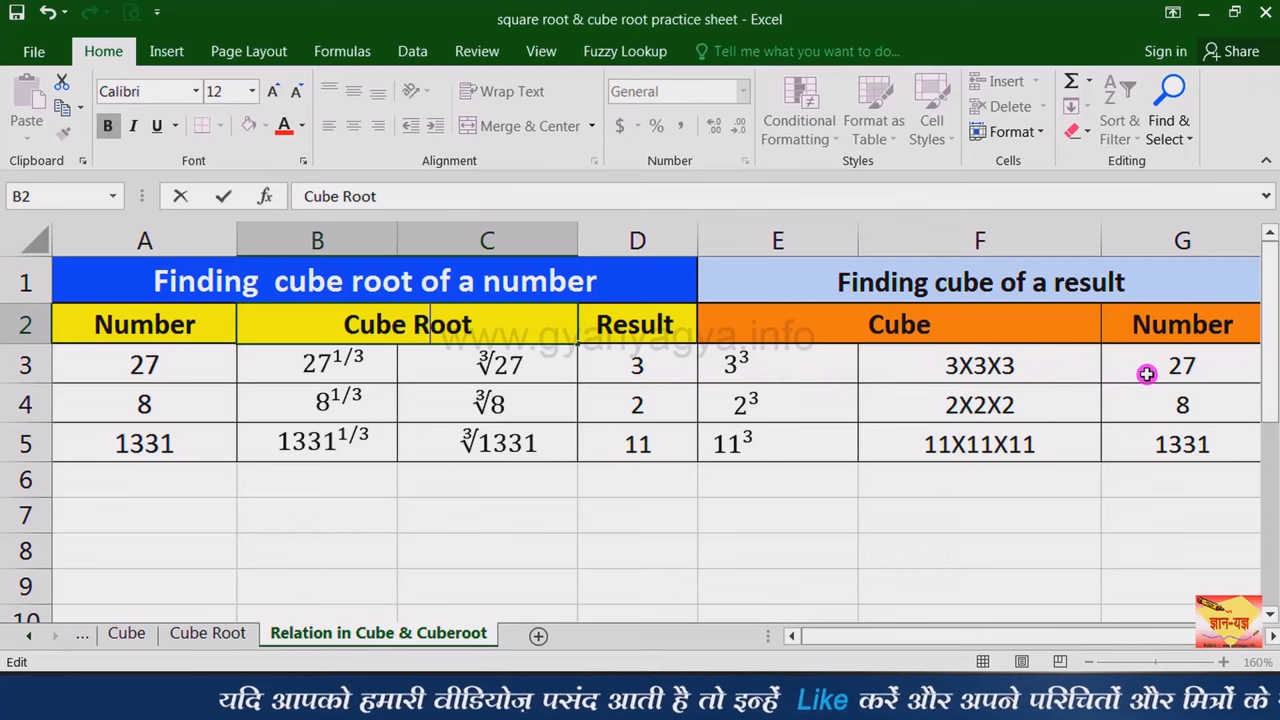 square root & cube root practice sheet - Excel
File Home Insert Page Layout Formulas Data Review View Fuzzy Lookup Tell me what you want to do... Sign in Share
Paste Calibri 12 Wrap Text General Conditional Formatting Format as Table Cell Styles Insert Sort & Filter Find & Select
B I U A Merge & Center $ % , Delete Format
Clipboard Font Alignment Number Styles Cells Editing
B2 fx Cube Root
A B C D E F G
1 Finding cube root of a number Finding cube of a result
2 Number Cube Root Result Cube Number
www.gyanyagya.info
3 27 27^{1/3} ∛27 3 3³ 3X3X3 27
4 8 8^{1/3} ∛8 2 2³ 2X2X2 8
5 1331 1331^{1/3} ∛1331 11 11³ 11X11X11 1331
6
7
8
9
10
ज्ञान-यज्ञ
... Cube Cube Root Relation in Cube & Cuberoot
Edit 160%
यदि आपको हमारी वीडियोज़ पसंद आती है तो इन्हें Like करें और अपने परिचितों और मित्रों के